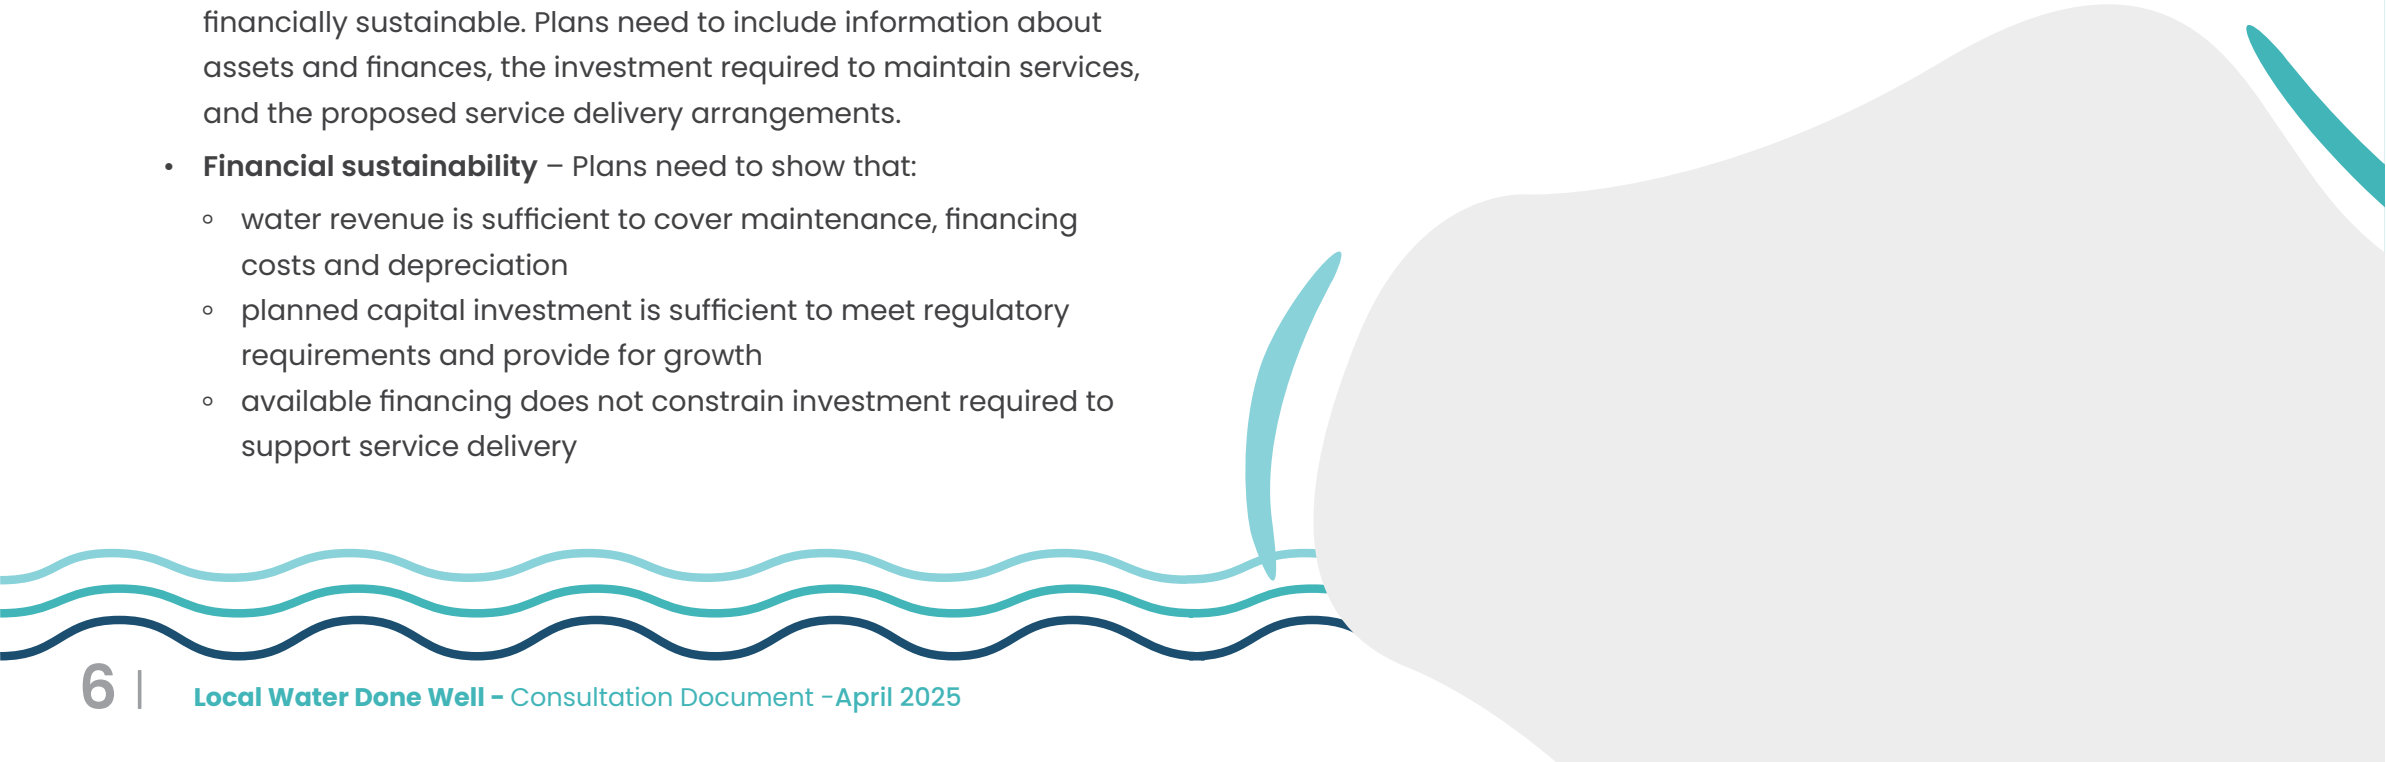 financially sustainable. Plans need to include information about
assets and finances, the investment required to maintain services,
and the proposed service delivery arrangements.
• Financial sustainability – Plans need to show that:
◦ water revenue is sufficient to cover maintenance, financing
costs and depreciation
◦ planned capital investment is sufficient to meet regulatory
requirements and provide for growth
◦ available financing does not constrain investment required to
support service delivery
6 | Local Water Done Well - Consultation Document -April 2025